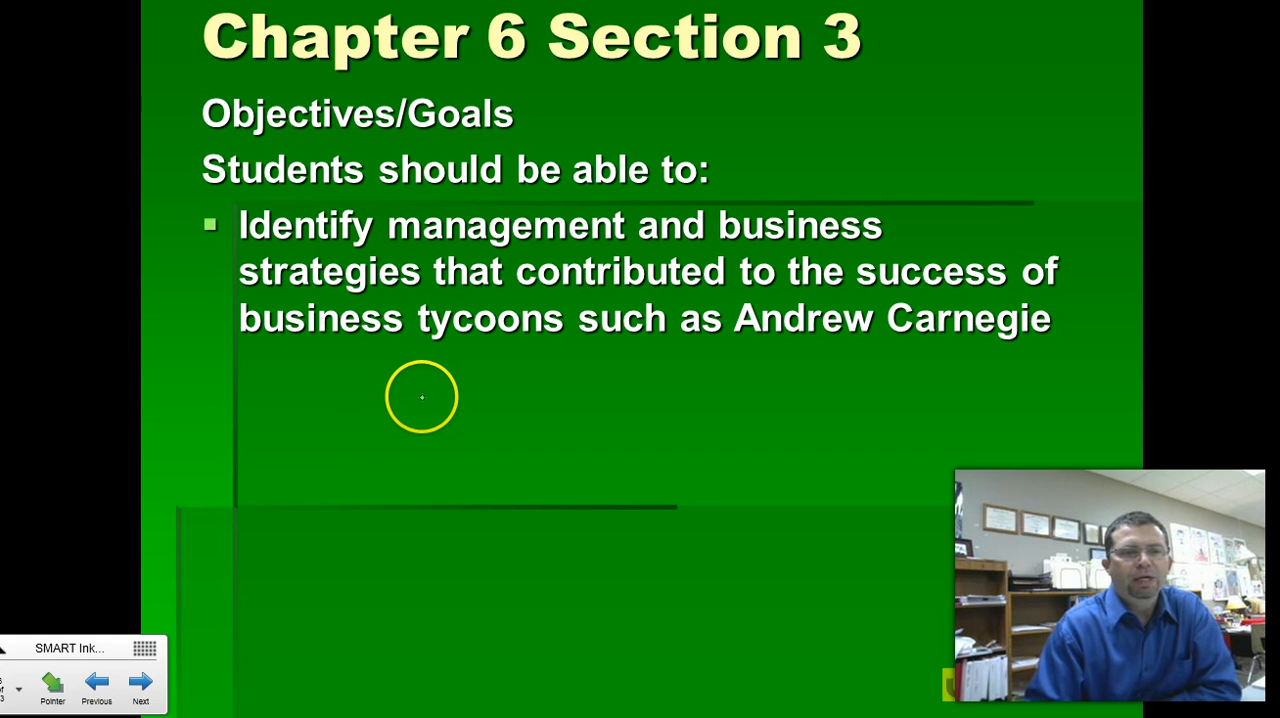 Chapter 6 Section 3
Objectives/Goals
Students should be able to:
Identify management and business
strategies that contributed to the success of
business tycoons such as Andrew Carnegie
SMART Ink...
Pointer
Previous
Next